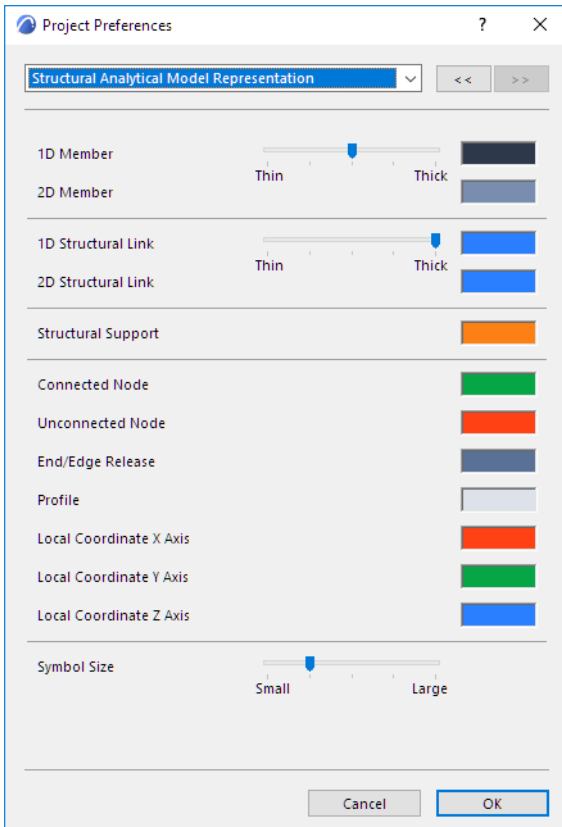 Project Preferences ?
Structural Analytical Model Representation << >>
1D Member
Thin Thick
2D Member
1D Structural Link
Thin Thick
2D Structural Link
Structural Support
Connected Node
Unconnected Node
End/Edge Release
Profile
Local Coordinate X Axis
Local Coordinate Y Axis
Local Coordinate Z Axis
Symbol Size
Small Large
Cancel OK